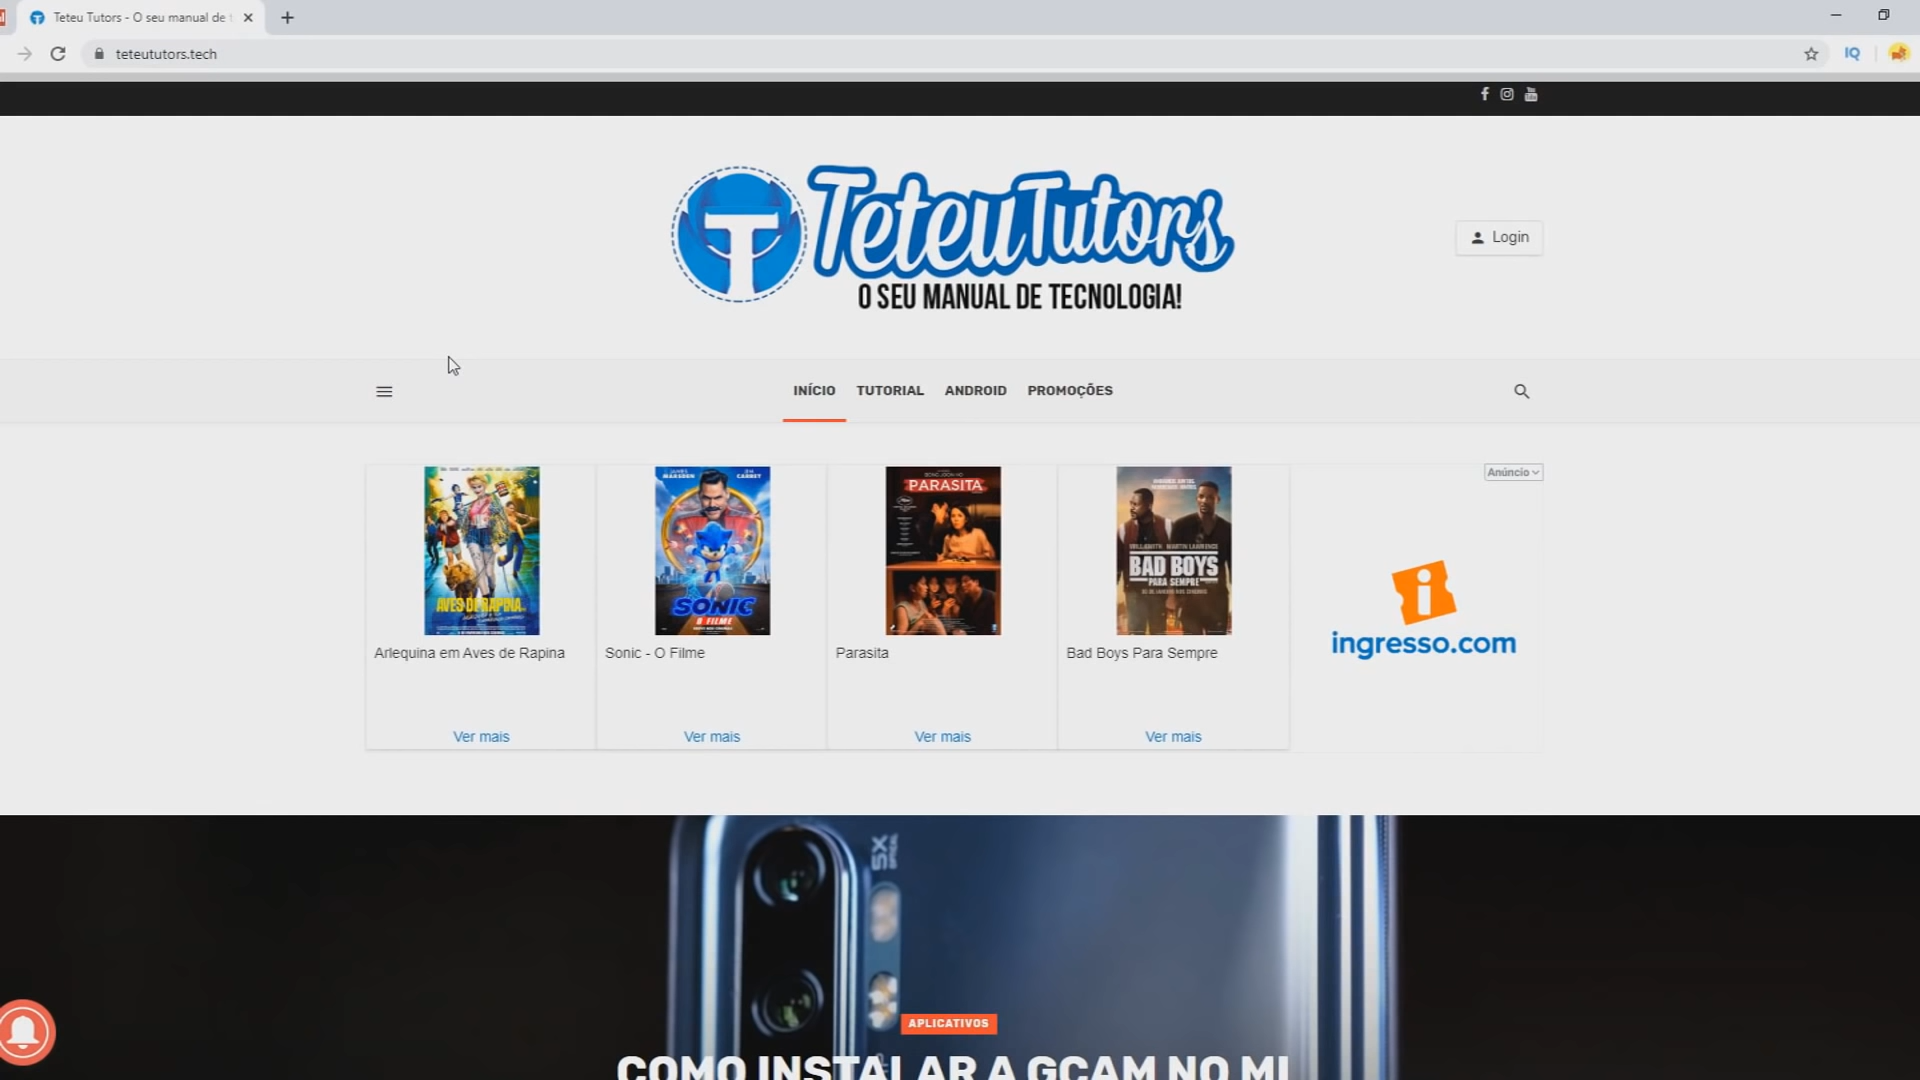 Teteu Tutors - O seu manual de t
teteututors.tech
IQ
TeteuTutors
O SEU MANUAL DE TECNOLOGIA!
Login
INÍCIO TUTORIAL ANDROID PROMOÇÕES
Anúncio
PARASITA
BAD BOYS
PARA SEMPRE
AVES DE RAPINA
SONIC
O FILME
ingresso.com
Arlequina em Aves de Rapina
Sonic - O Filme
Parasita
Bad Boys Para Sempre
Ver mais
Ver mais
Ver mais
Ver mais
5X
APLICATIVOS
COMO INSTALAR A GCAM NO MI